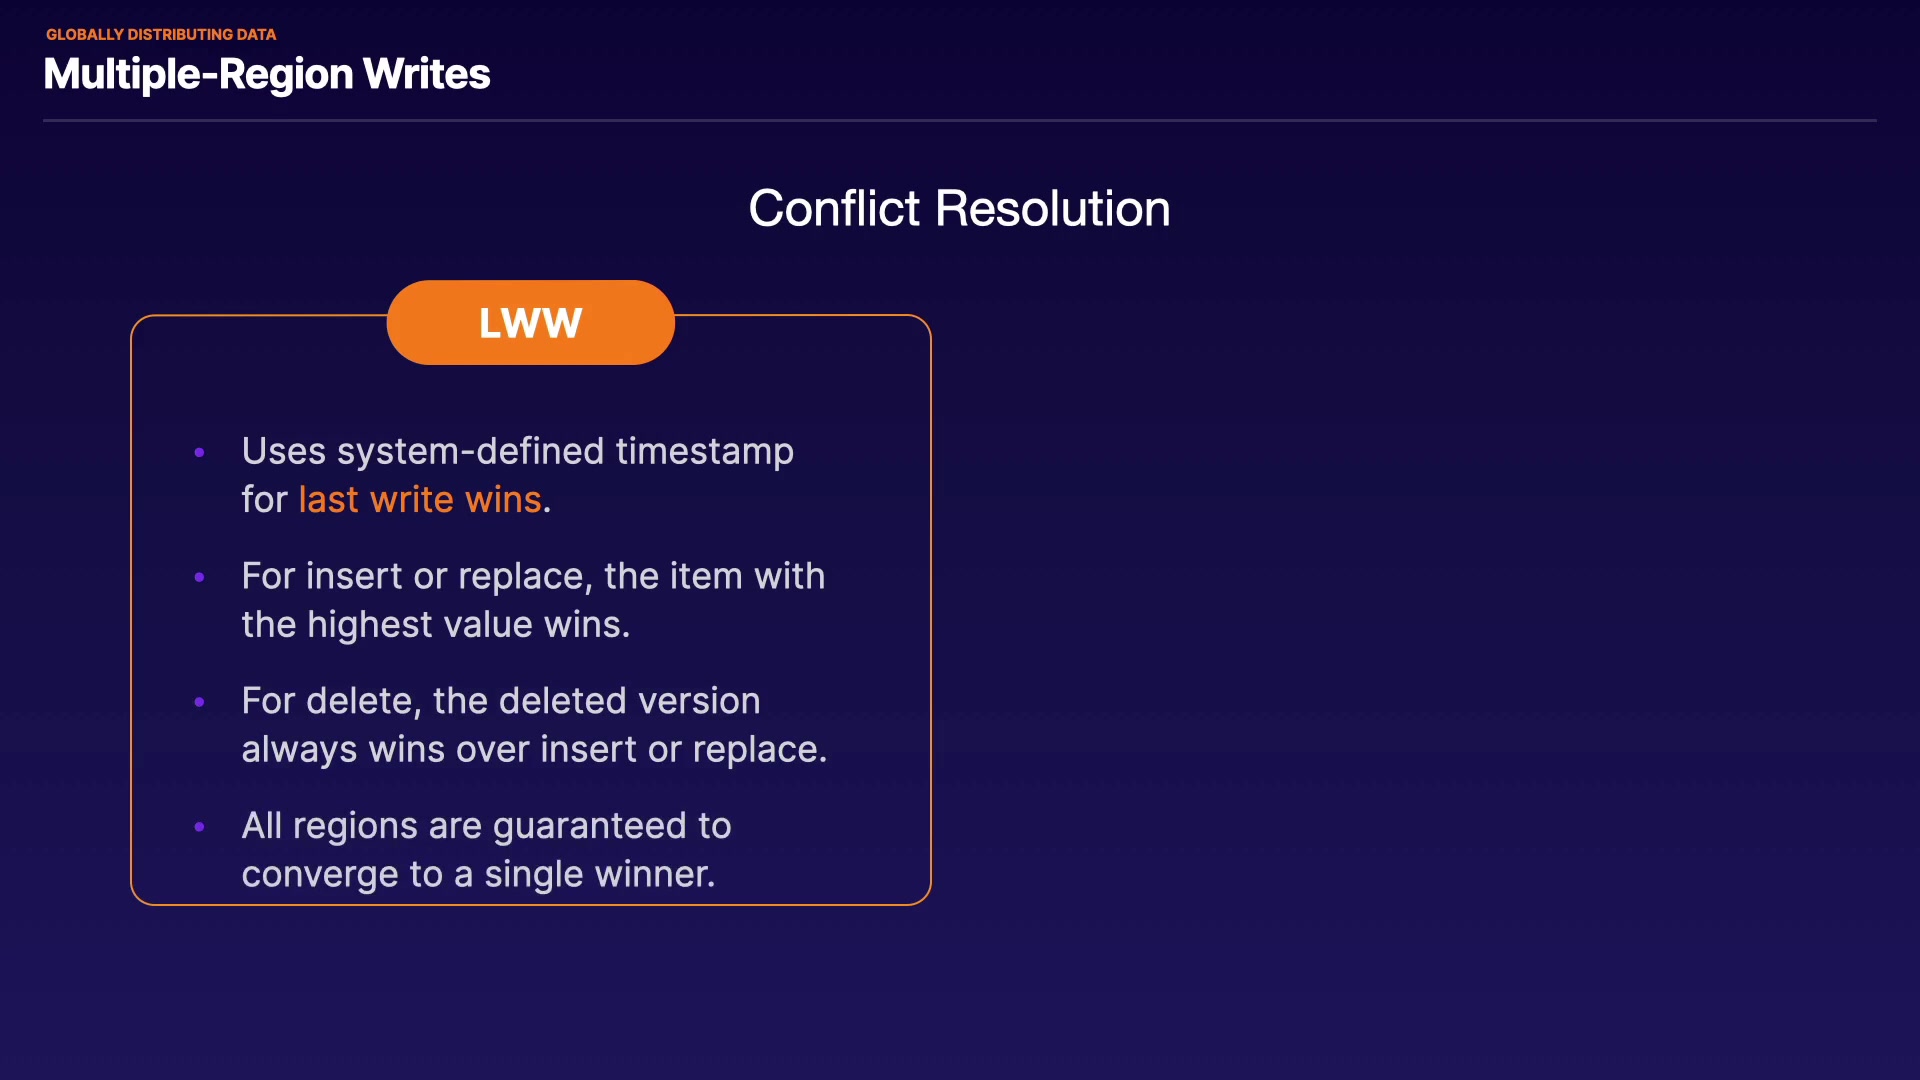 GLOBALLY DISTRIBUTING DATA
Multiple-Region Writes
Conflict Resolution
LWW
• Uses system-defined timestamp
for last write wins.
• For insert or replace, the item with
the highest value wins.
• For delete, the deleted version
always wins over insert or replace.
• All regions are guaranteed to
converge to a single winner.